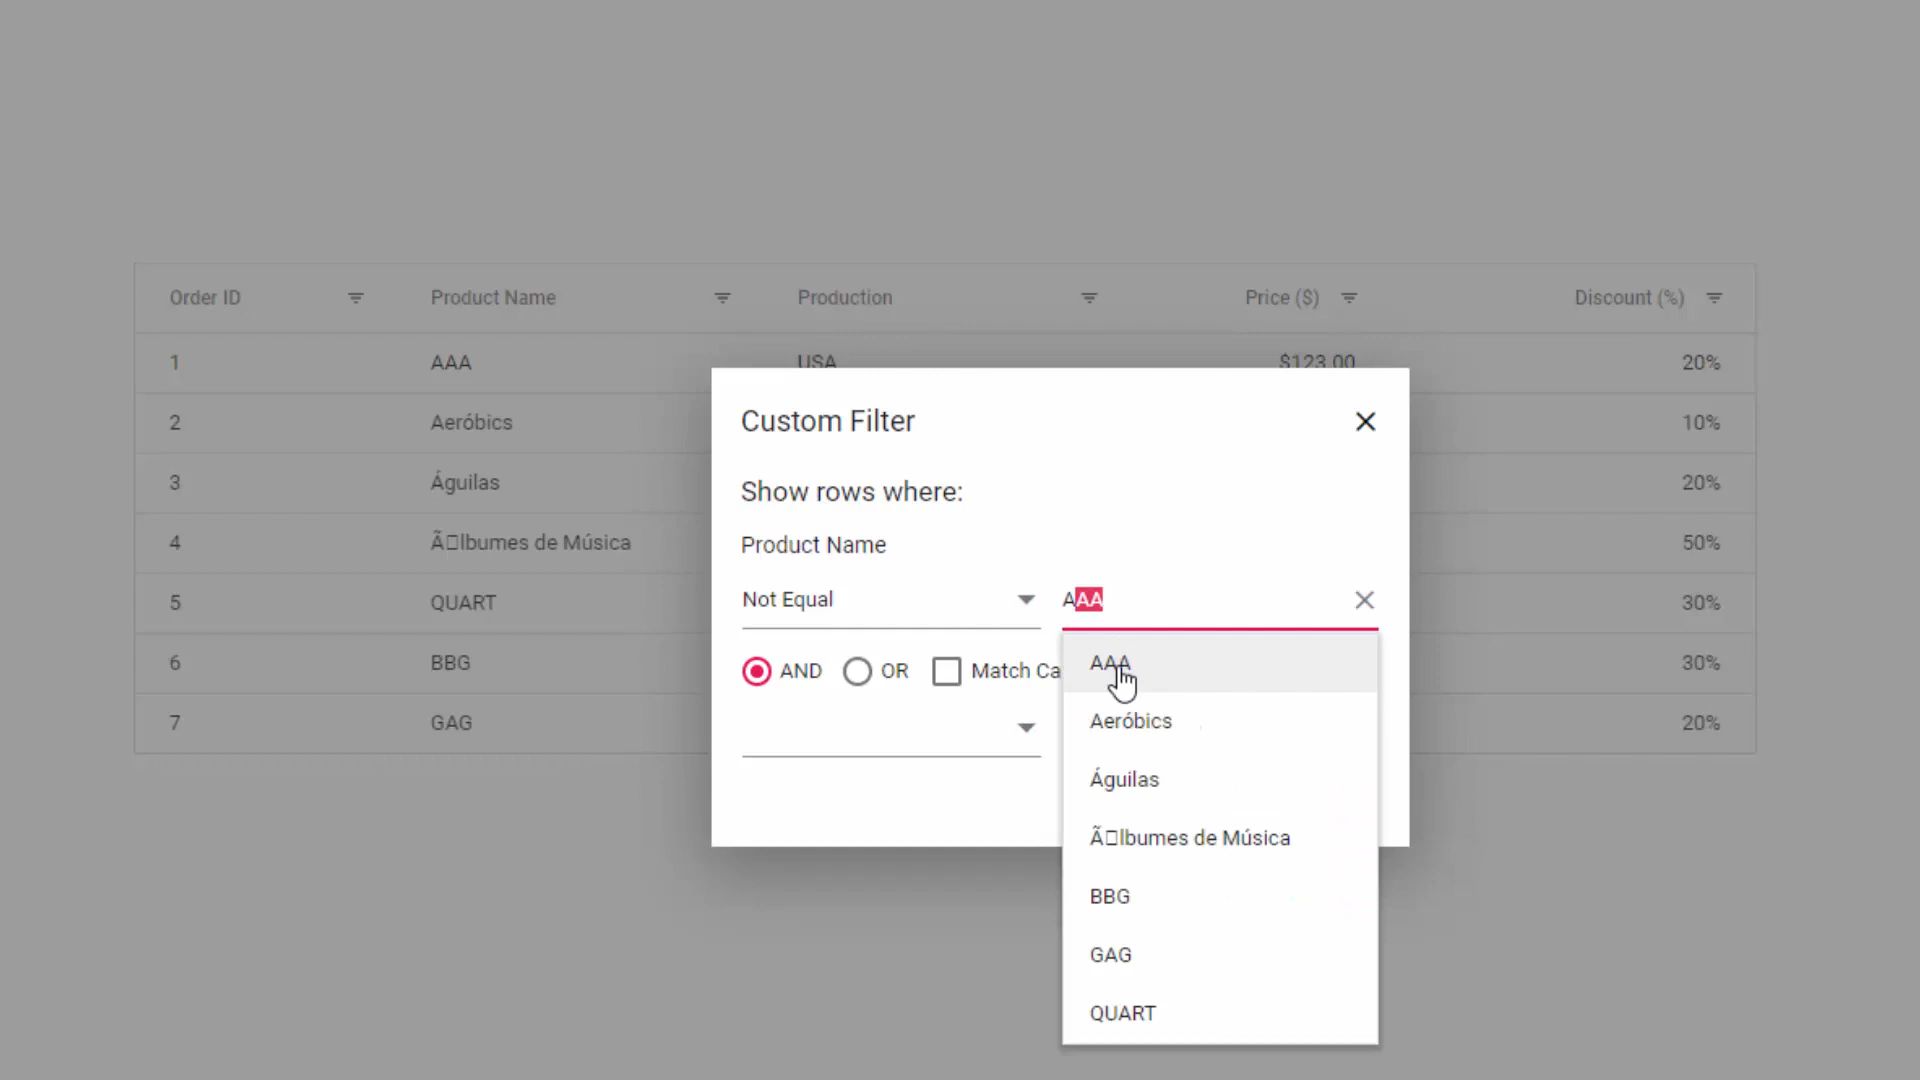 Order ID Product Name Production Price ($) Discount (%)
1 AAA USA $123.00 20%
2 Aeróbics 10%
3 Águilas 20%
4 Ã□lbumes de Música 50%
5 QUART 30%
6 BBG 30%
7 GAG 20%
Custom Filter
Show rows where:
Product Name
Not Equal AAA
AND OR Match Ca
AAA
Aeróbics
Águilas
Ã□lbumes de Música
BBG
GAG
QUART